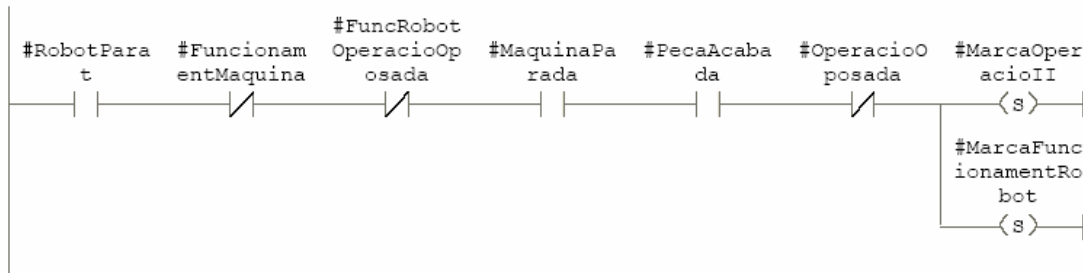 #RobotPara
t
#Funcionam
entMaquina
#FuncRobot
OperacioOp
osada
#MaquinaPa
rada
#PecaAcaba
da
#OperacioO
posada
#MarcaOper
acioII
S
#MarcaFunc
ionamentRo
bot
S